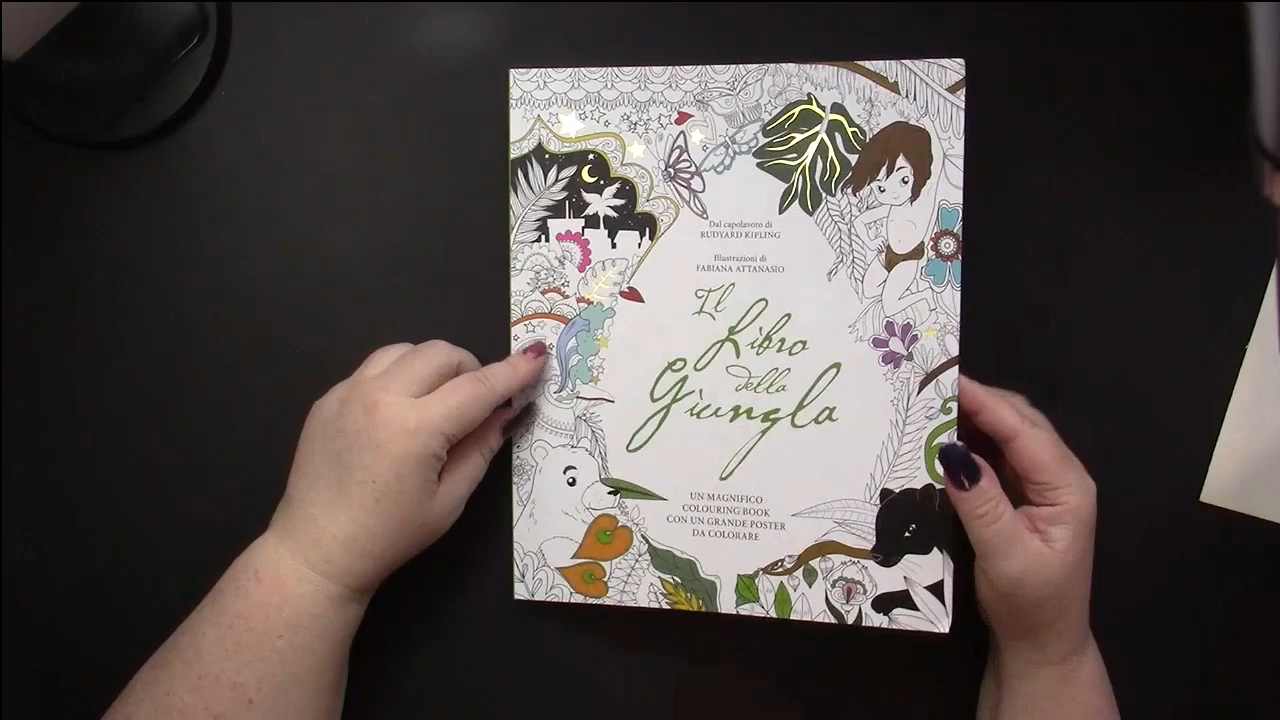 Dal capolavoro di
RUDYARD KIPLING
Illustrazioni di
FABIANA ATTANASIO
Il
Libro
della
Giungla
UN MAGNIFICO
COLOURING BOOK
CON UN GRANDE POSTER
DA COLORARE